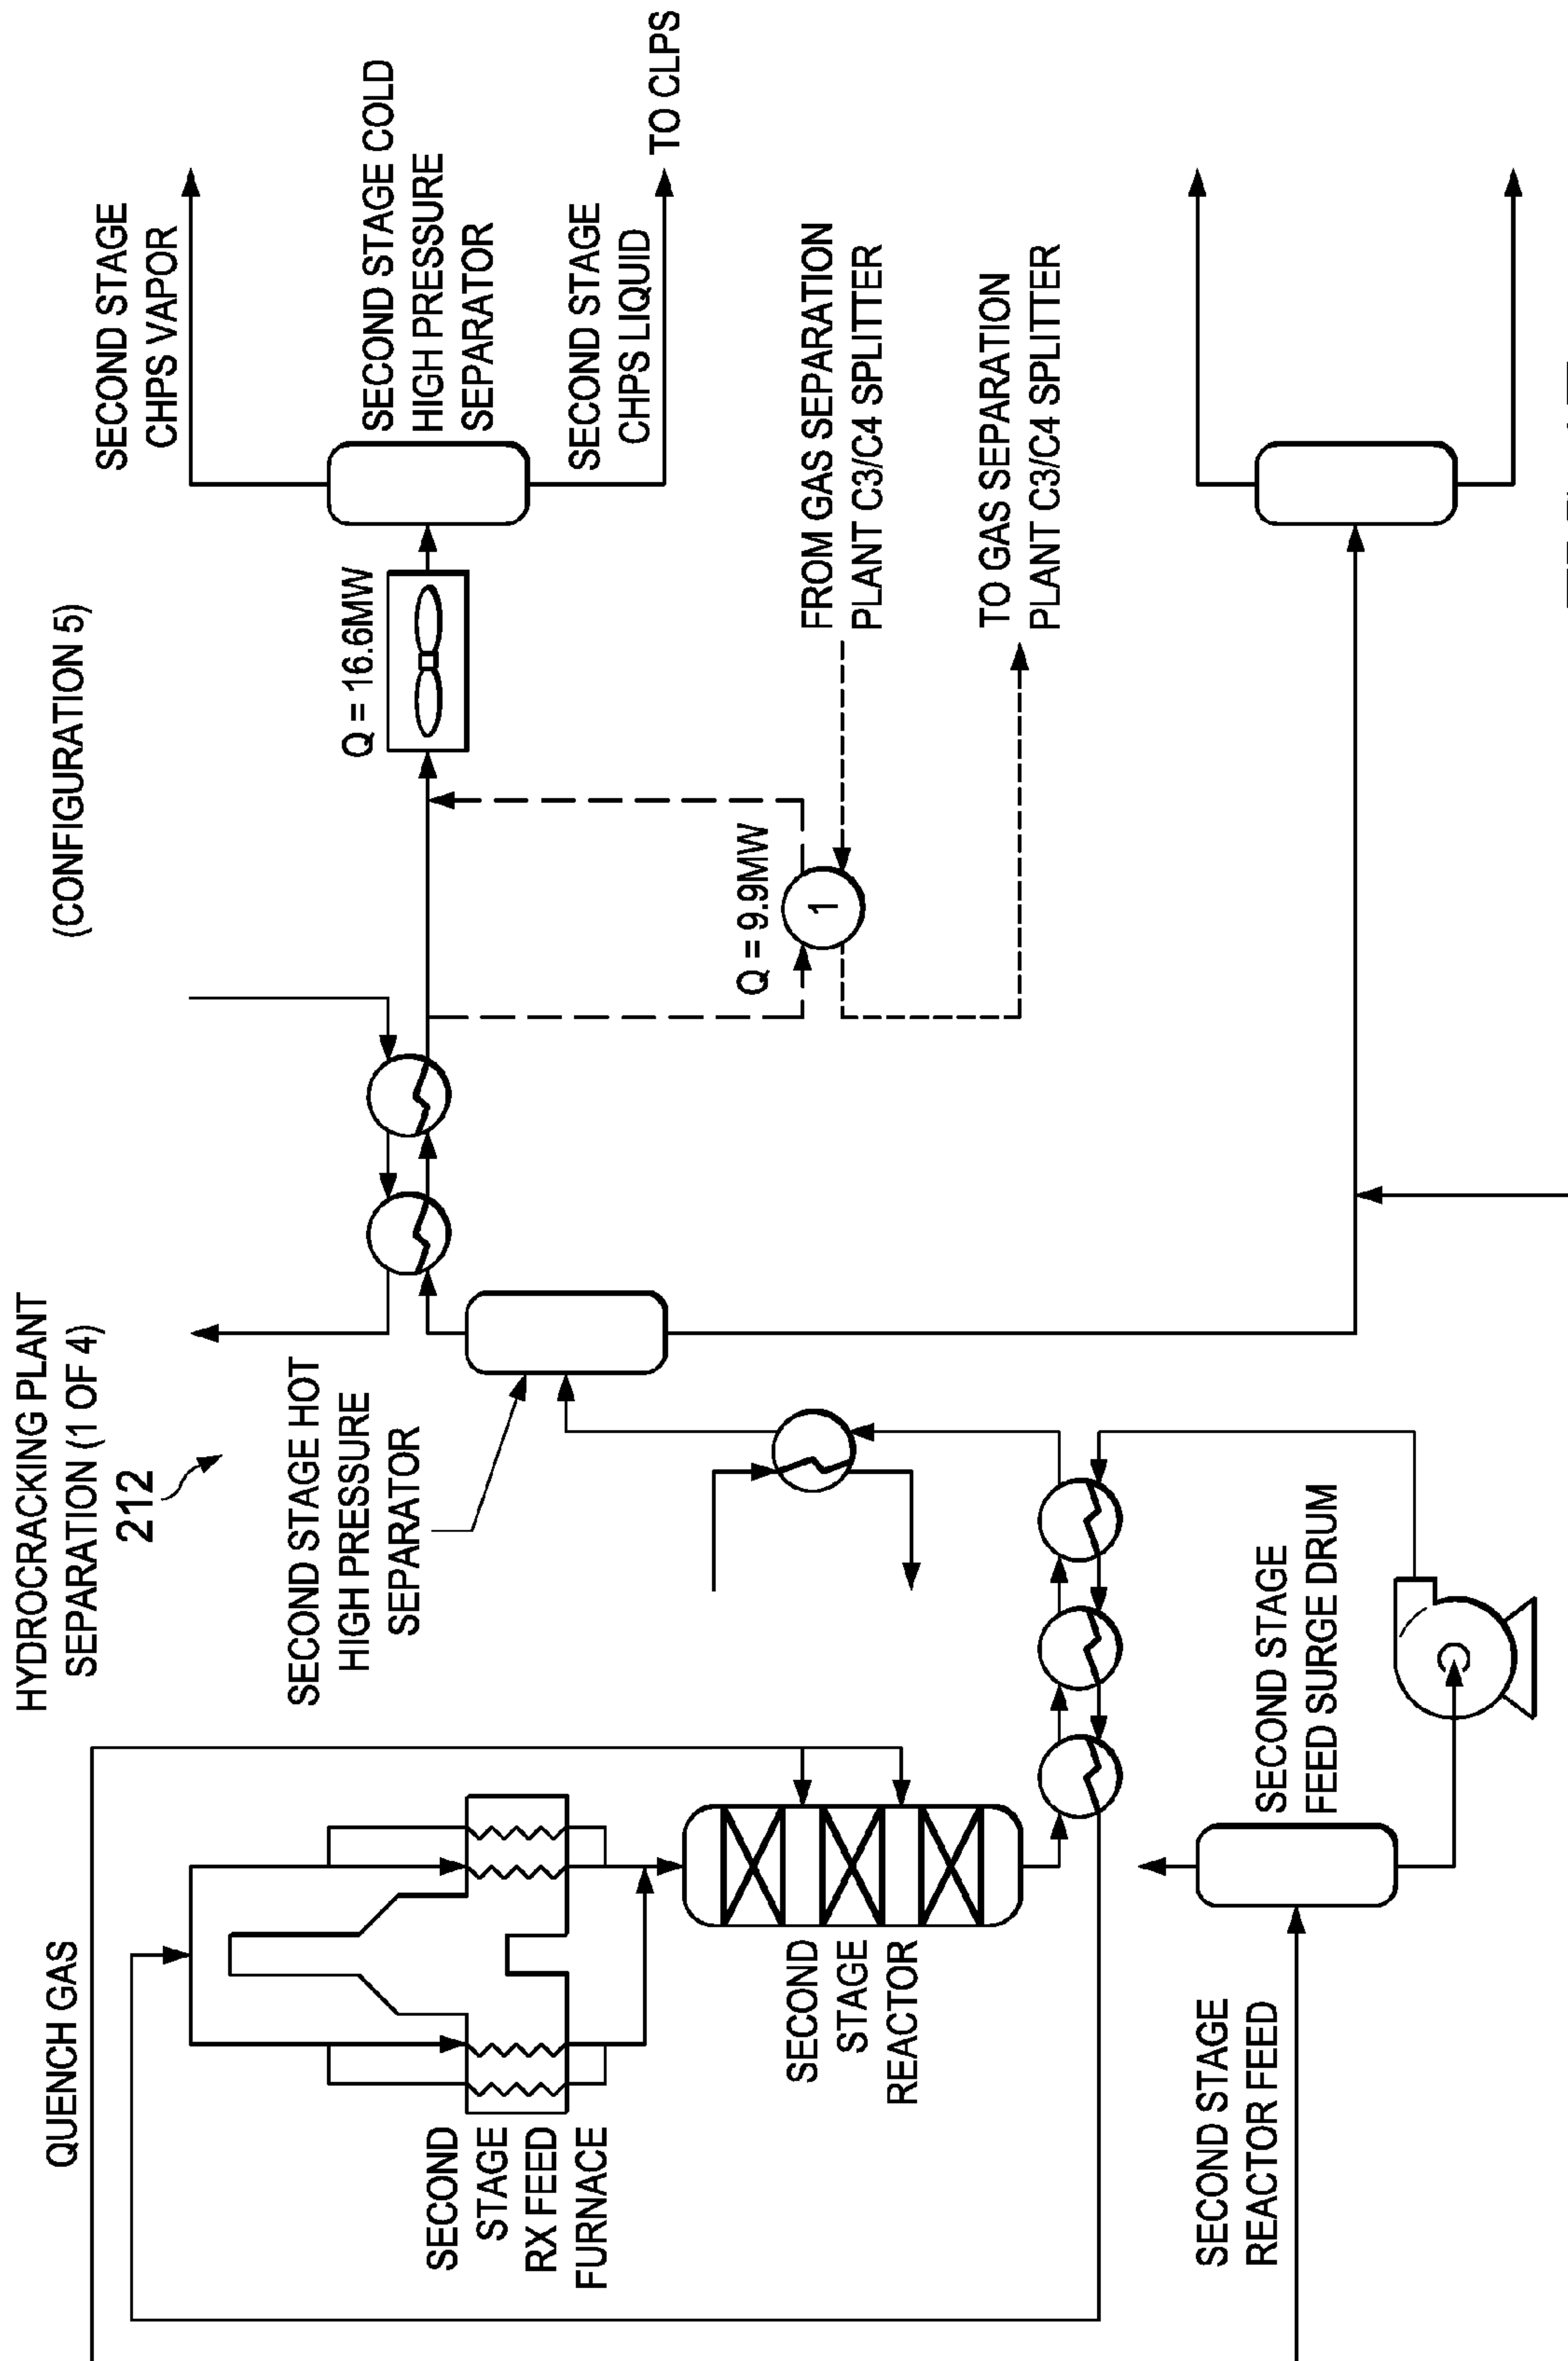 HYDROCRACKING PLANT
SEPARATION (1 OF 4)
212
(CONFIGURATION 5)
QUENCH GAS
SECOND
STAGE
RX FEED
FURNACE
SECOND
STAGE
REACTOR
SECOND STAGE
REACTOR FEED
SECOND STAGE
FEED SURGE DRUM
SECOND STAGE HOT
HIGH PRESSURE
SEPARATOR
Q = 16.6MW
Q = 9.9MW
1
SECOND STAGE
CHPS VAPOR
SECOND STAGE COLD
HIGH PRESSURE
SEPARATOR
SECOND STAGE
CHPS LIQUID
TO CLPS
FROM GAS SEPARATION
PLANT C3/C4 SPLITTER
TO GAS SEPARATION
PLANT C3/C4 SPLITTER